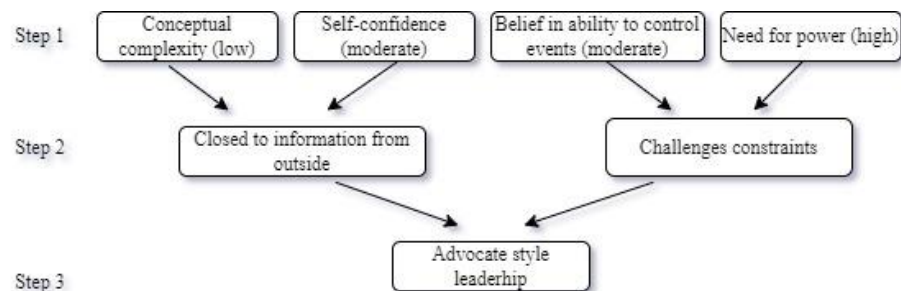 Step 1
Conceptual
complexity (low)
Self-confidence
(moderate)
Belief in ability to control
events (moderate)
Need for power (high)
Step 2
Closed to information from
outside
Challenges constraints
Step 3
Advocate style
leaderhip